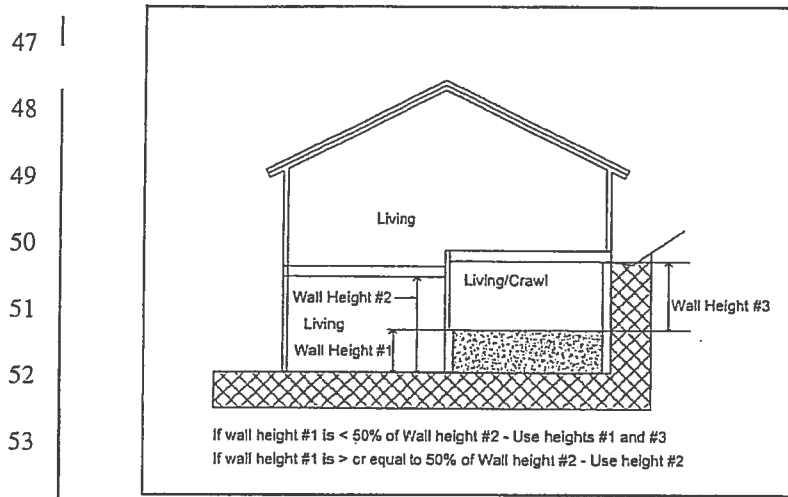 47
48
49
Living
50
Living/Crawl
Wall Height #2
51
Wall Height #3
Living
Wall Height #1
52
If wall height #1 is < 50% of Wall height #2 - Use heights #1 and #3
53
If wall height #1 is > cr equal to 50% of Wall height #2 - Use height #2